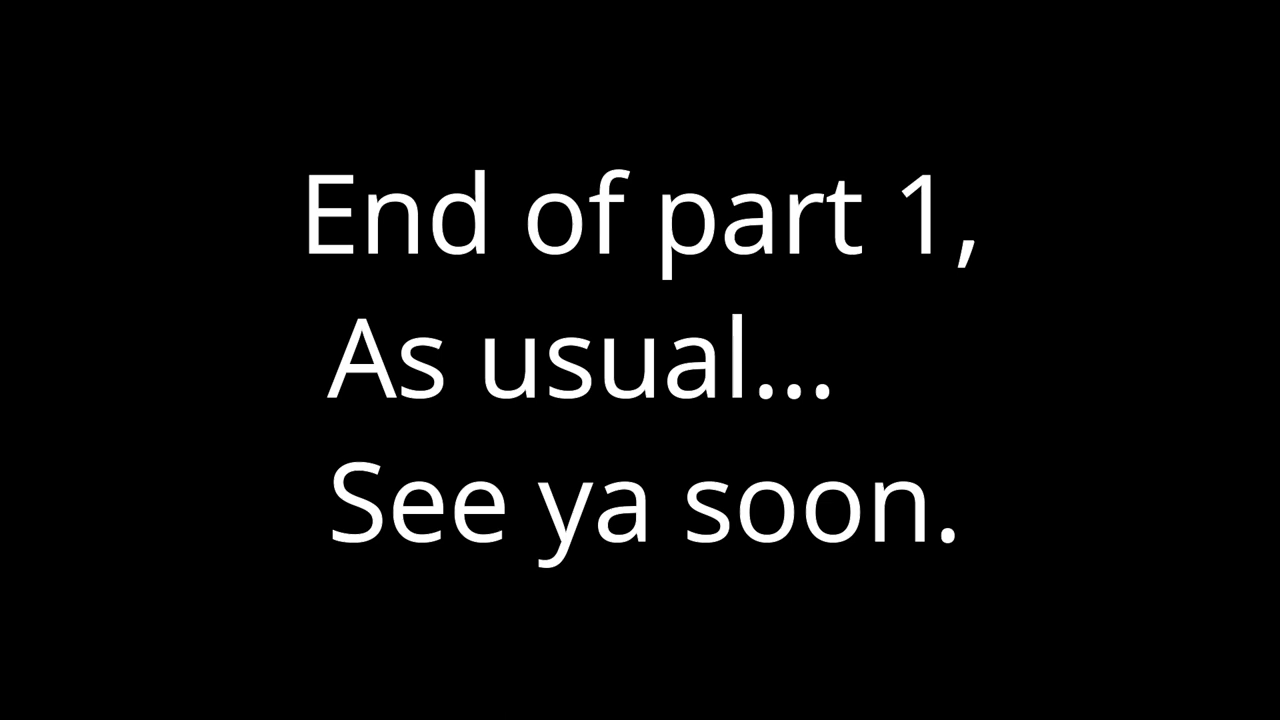 End of part 1,
As usual...
See ya soon.